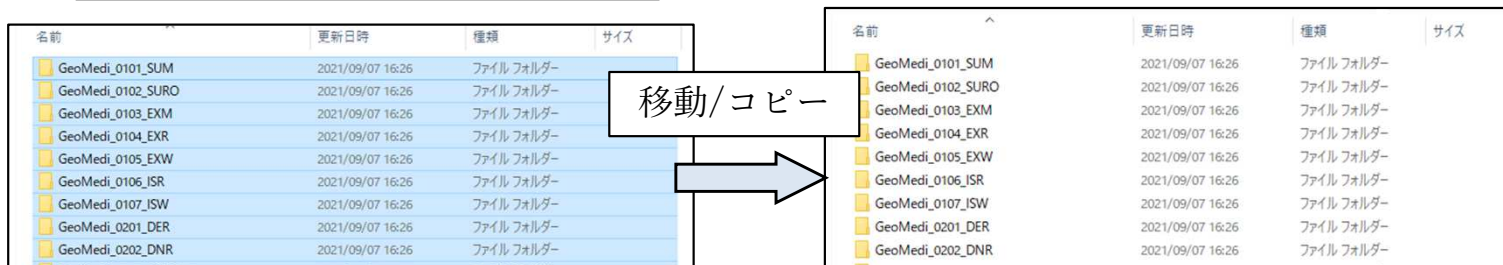 名前 更新日時 種類 サイズ
GeoMedi_0101_SUM 2021/09/07 16:26 ファイル フォルダー
GeoMedi_0102_SURO 2021/09/07 16:26 ファイル フォルダー
GeoMedi_0103_EXM 2021/09/07 16:26 ファイル フォルダー
GeoMedi_0104_EXR 2021/09/07 16:26 ファイル フォルダー
GeoMedi_0105_EXW 2021/09/07 16:26 ファイル フォルダー
GeoMedi_0106_ISR 2021/09/07 16:26 ファイル フォルダー
GeoMedi_0107_ISW 2021/09/07 16:26 ファイル フォルダー
GeoMedi_0201_DER 2021/09/07 16:26 ファイル フォルダー
GeoMedi_0202_DNR 2021/09/07 16:26 ファイル フォルダー
移動/コピー
名前 更新日時 種類 サイズ
GeoMedi_0101_SUM 2021/09/07 16:26 ファイル フォルダー
GeoMedi_0102_SURO 2021/09/07 16:26 ファイル フォルダー
GeoMedi_0103_EXM 2021/09/07 16:26 ファイル フォルダー
GeoMedi_0104_EXR 2021/09/07 16:26 ファイル フォルダー
GeoMedi_0105_EXW 2021/09/07 16:26 ファイル フォルダー
GeoMedi_0106_ISR 2021/09/07 16:26 ファイル フォルダー
GeoMedi_0107_ISW 2021/09/07 16:26 ファイル フォルダー
GeoMedi_0201_DER 2021/09/07 16:26 ファイル フォルダー
GeoMedi_0202_DNR 2021/09/07 16:26 ファイル フォルダー